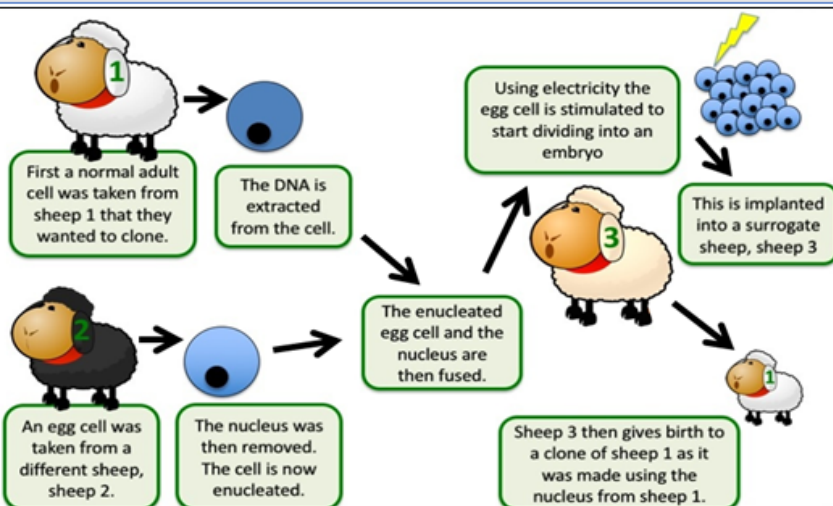 1
First a normal adult
cell was taken from
sheep 1 that they
wanted to clone.
The DNA is
extracted
from the cell.
2
An egg cell was
taken from a
different sheep,
sheep 2.
The nucleus was
then removed.
The cell is now
enucleated.
The enucleated
egg cell and the
nucleus are
then fused.
Using electricity the
egg cell is stimulated to
start dividing into an
embryo
This is implanted
into a surrogate
sheep, sheep 3
3
1
Sheep 3 then gives birth to
a clone of sheep 1 as it
was made using the
nucleus from sheep 1.